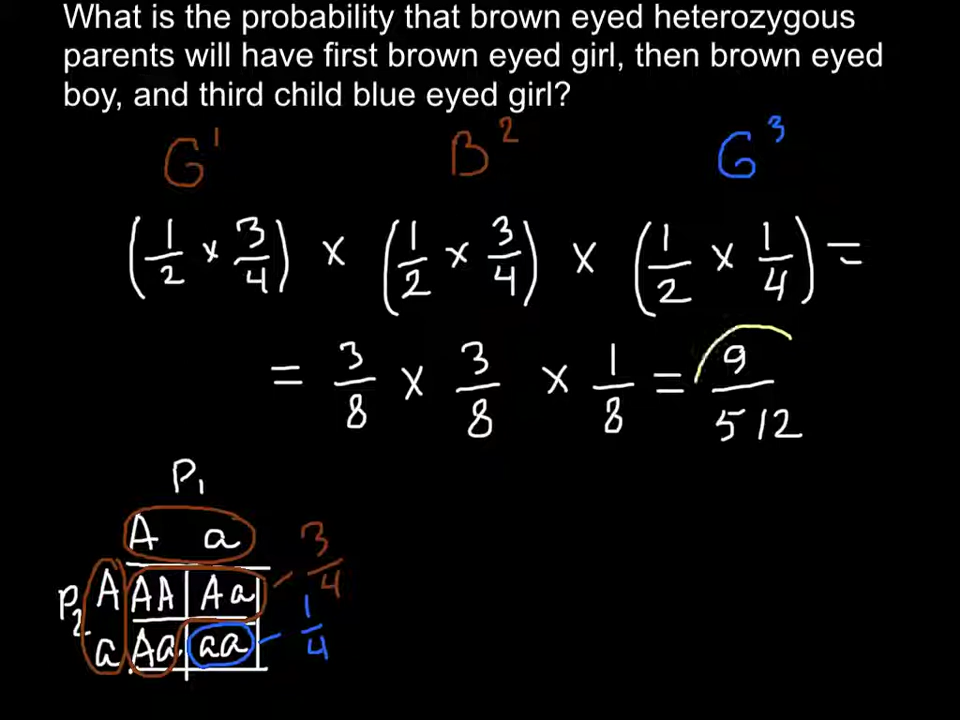 What is the probability that brown eyed heterozygous
parents will have first brown eyed girl, then brown eyed
boy, and third child blue eyed girl?
G¹ B² G³
(1/2 × 3/4) × (1/2 × 3/4) × (1/2 × 1/4) =
= 3/8 × 3/8 × 1/8 = 9/512
P₁
A a
P₂ A AA Aa 3/4
a Aa aa 1/4